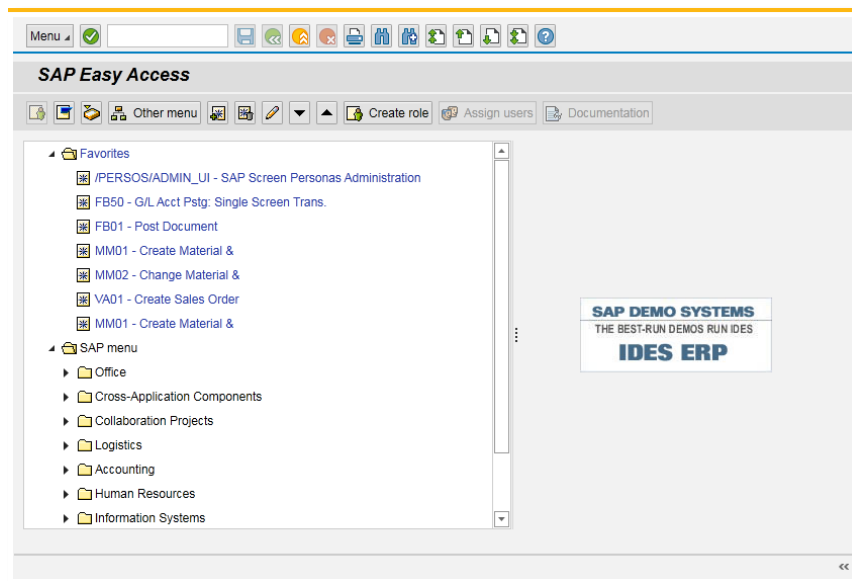 Menu
SAP Easy Access
Other menu
Create role
Assign users
Documentation
Favorites
/PERSOS/ADMIN_UI - SAP Screen Personas Administration
FB50 - G/L Acct Pstg: Single Screen Trans.
FB01 - Post Document
MM01 - Create Material &
MM02 - Change Material &
VA01 - Create Sales Order
MM01 - Create Material &
SAP menu
Office
Cross-Application Components
Collaboration Projects
Logistics
Accounting
Human Resources
Information Systems
SAP DEMO SYSTEMS
THE BEST-RUN DEMOS RUN IDES
IDES ERP